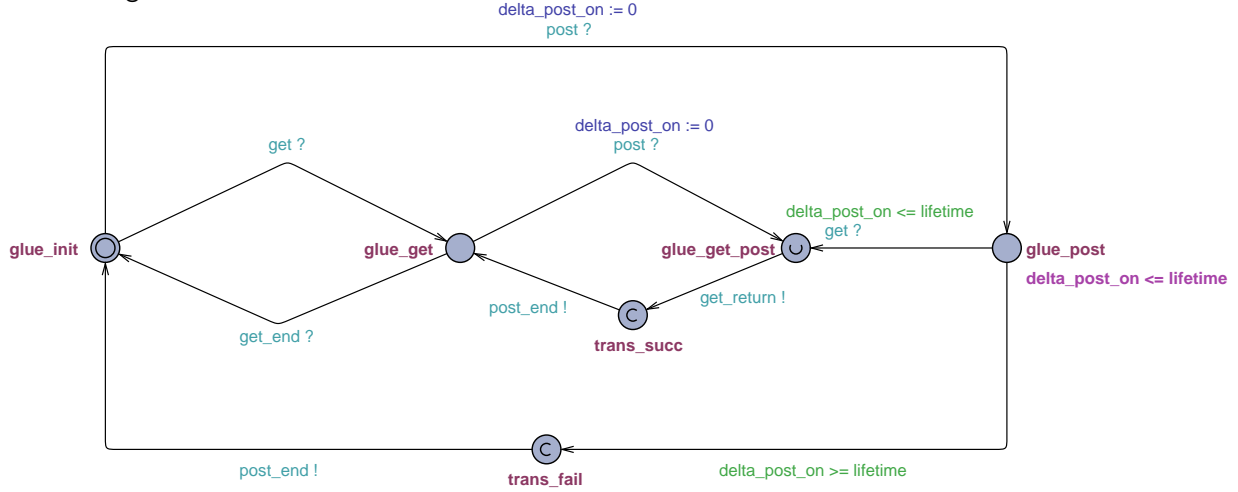 delta_post_on := 0
post ?
delta_post_on := 0
get ?
post ?
delta_post_on <= lifetime
get ?
glue_init
glue_get
glue_get_post
glue_post
delta_post_on <= lifetime
get_return !
post_end !
get_end ?
trans_succ
post_end !
delta_post_on >= lifetime
trans_fail